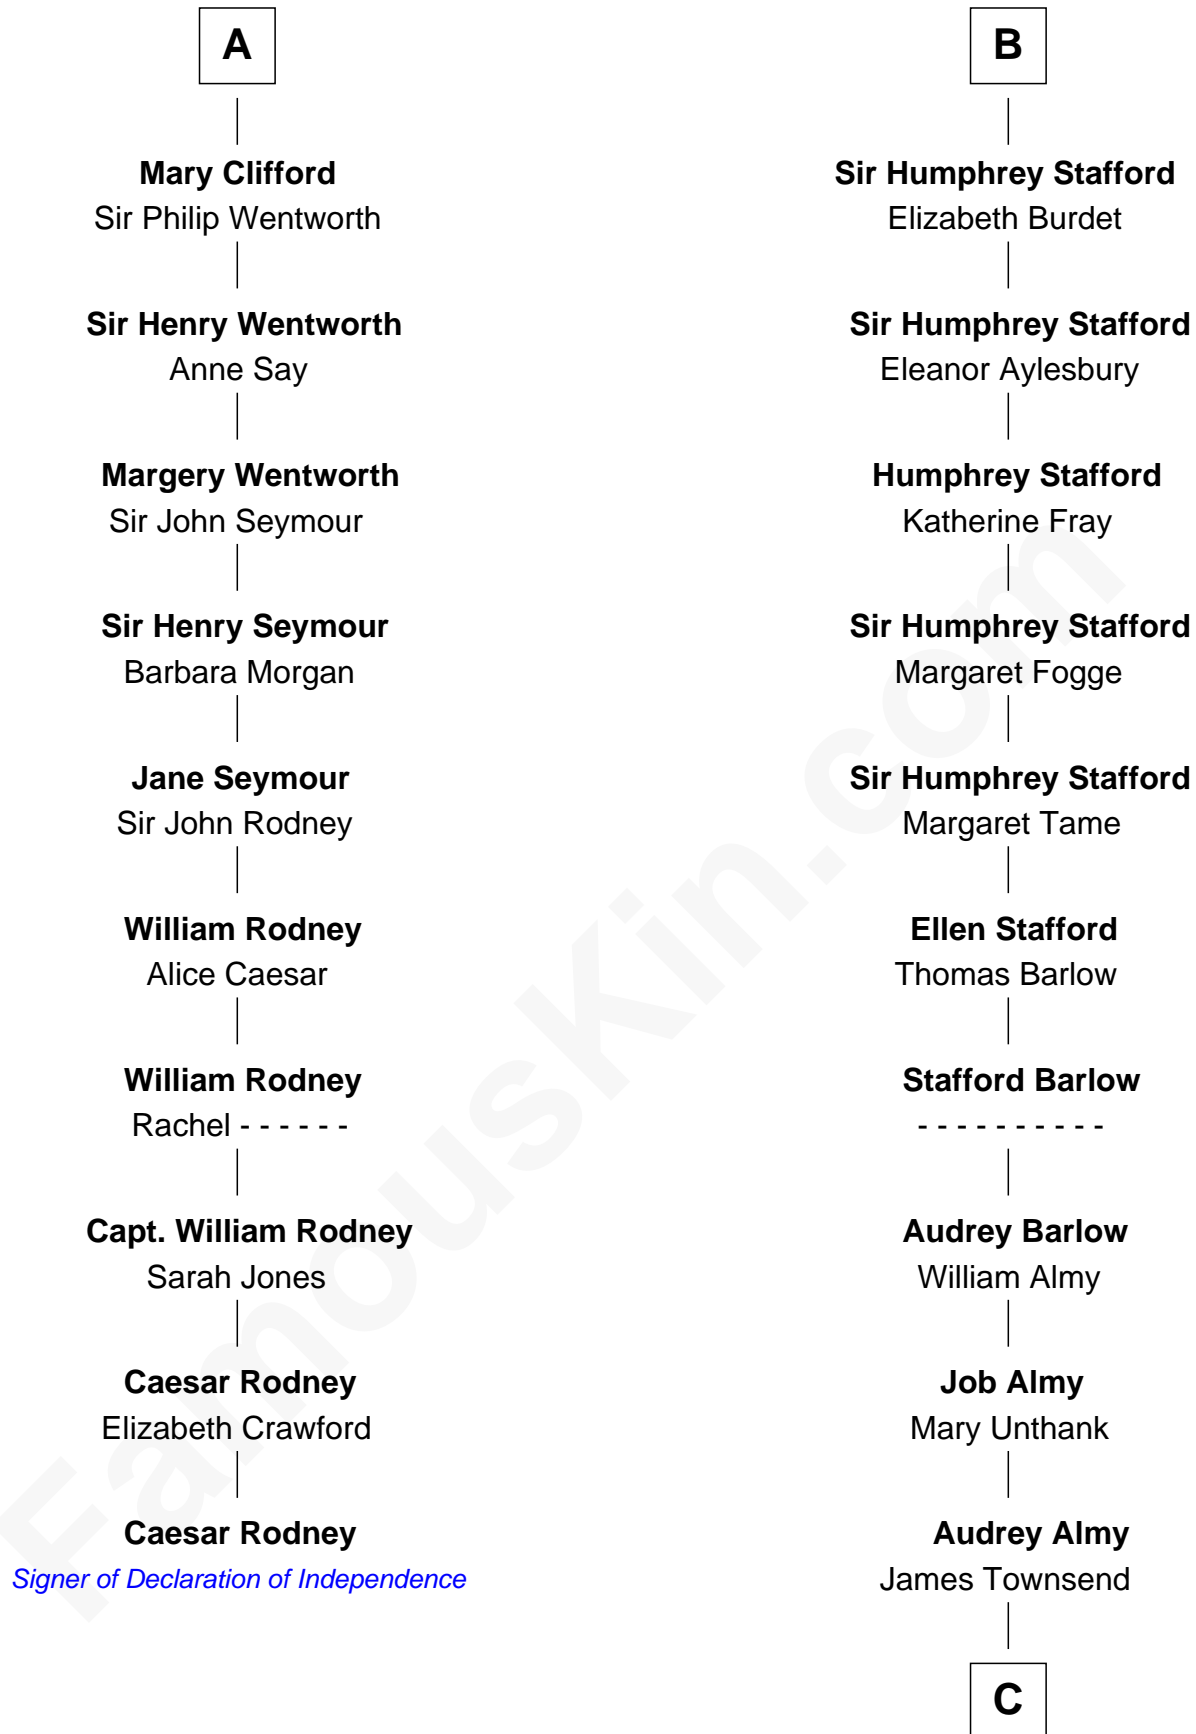 A
Mary Clifford
Sir Philip Wentworth
Sir Henry Wentworth
Anne Say
Margery Wentworth
Sir John Seymour
Sir Henry Seymour
Barbara Morgan
Jane Seymour
Sir John Rodney
William Rodney
Alice Caesar
William Rodney
Rachel - - - - - -
Capt. William Rodney
Sarah Jones
Caesar Rodney
Elizabeth Crawford
Caesar Rodney
Signer of Declaration of Independence
B
Sir Humphrey Stafford
Elizabeth Burdet
Sir Humphrey Stafford
Eleanor Aylesbury
Humphrey Stafford
Katherine Fray
Sir Humphrey Stafford
Margaret Fogge
Sir Humphrey Stafford
Margaret Tame
Ellen Stafford
Thomas Barlow
Stafford Barlow
- - - - - - - - - -
Audrey Barlow
William Almy
Job Almy
Mary Unthank
Audrey Almy
James Townsend
C
FamousKin.com